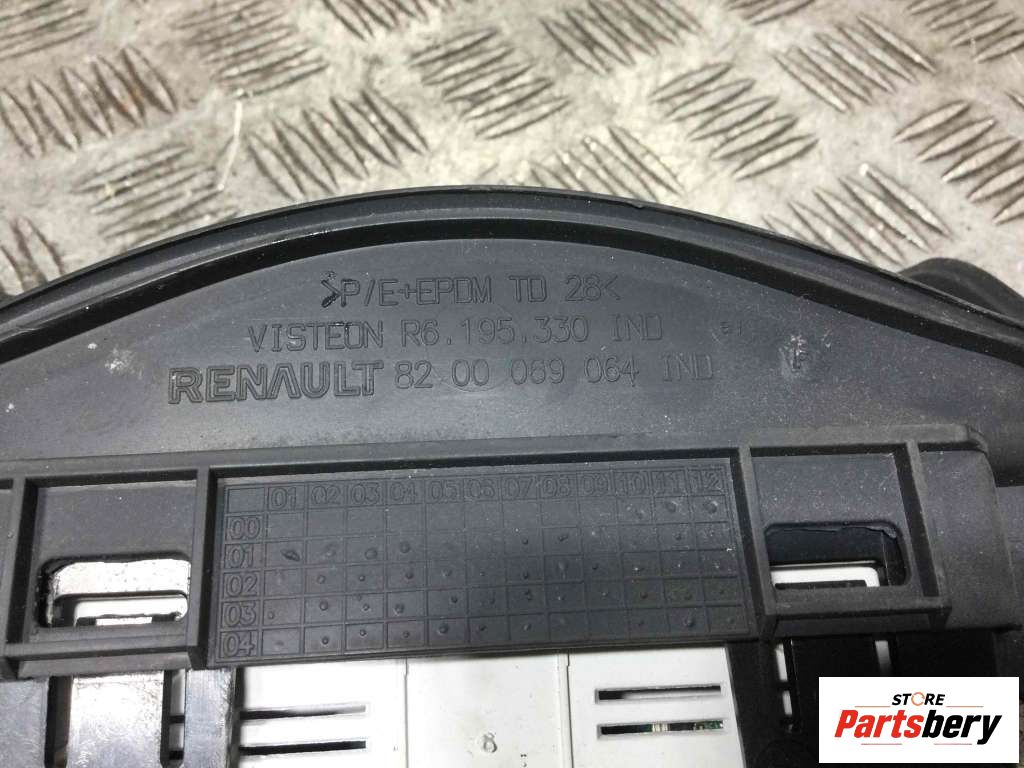 >P/E+EPDM TD 28<
VISTEON R6.195.330 IND
RENAULT 82 00 069 064 IND
01 02 03 04 05 06 07 08 09 10 11 12
00
01
02
03
04
STORE
Partsbery